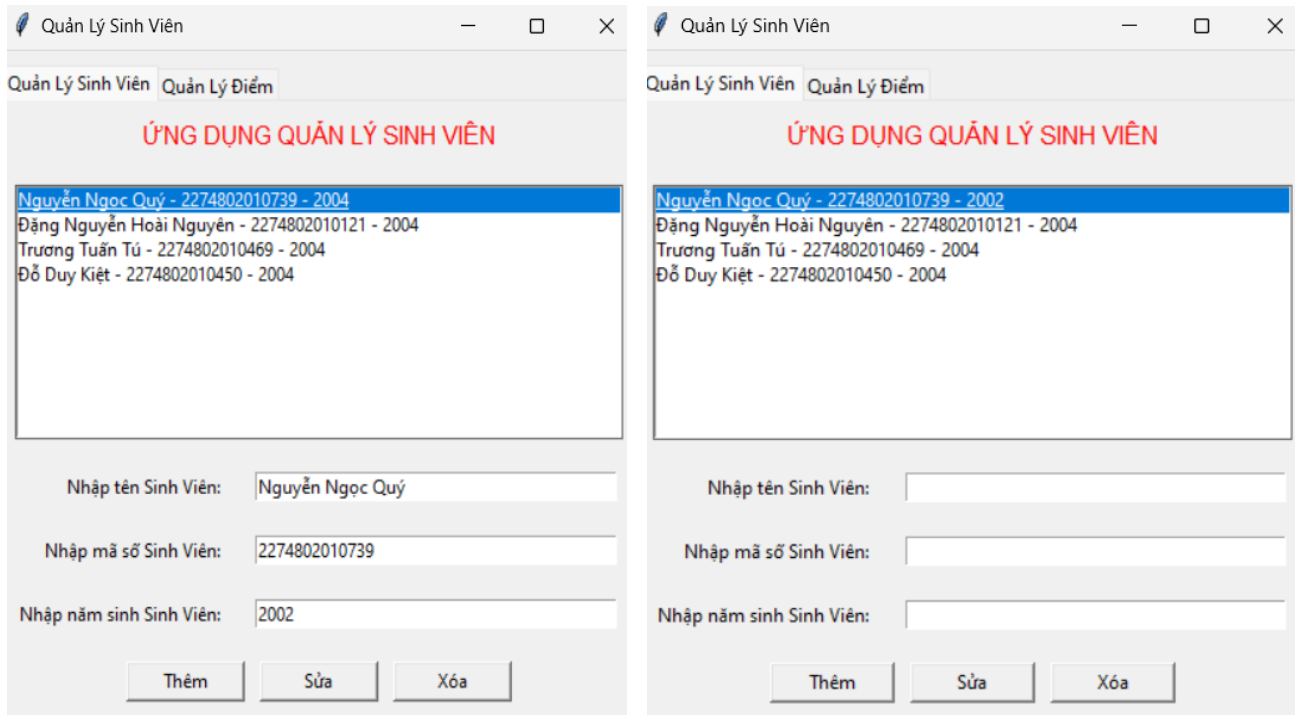 Quản Lý Sinh Viên
Quản Lý Sinh Viên Quản Lý Điểm
ỨNG DỤNG QUẢN LÝ SINH VIÊN
Nguyễn Ngọc Quý - 2274802010739 - 2004
Đặng Nguyễn Hoài Nguyên - 2274802010121 - 2004
Trương Tuấn Tú - 2274802010469 - 2004
Đỗ Duy Kiệt - 2274802010450 - 2004
Nhập tên Sinh Viên: Nguyễn Ngọc Quý
Nhập mã số Sinh Viên: 2274802010739
Nhập năm sinh Sinh Viên: 2002
Thêm Sửa Xóa
Quản Lý Sinh Viên
Quản Lý Sinh Viên Quản Lý Điểm
ỨNG DỤNG QUẢN LÝ SINH VIÊN
Nguyễn Ngọc Quý - 2274802010739 - 2002
Đặng Nguyễn Hoài Nguyên - 2274802010121 - 2004
Trương Tuấn Tú - 2274802010469 - 2004
Đỗ Duy Kiệt - 2274802010450 - 2004
Nhập tên Sinh Viên:
Nhập mã số Sinh Viên:
Nhập năm sinh Sinh Viên:
Thêm Sửa Xóa